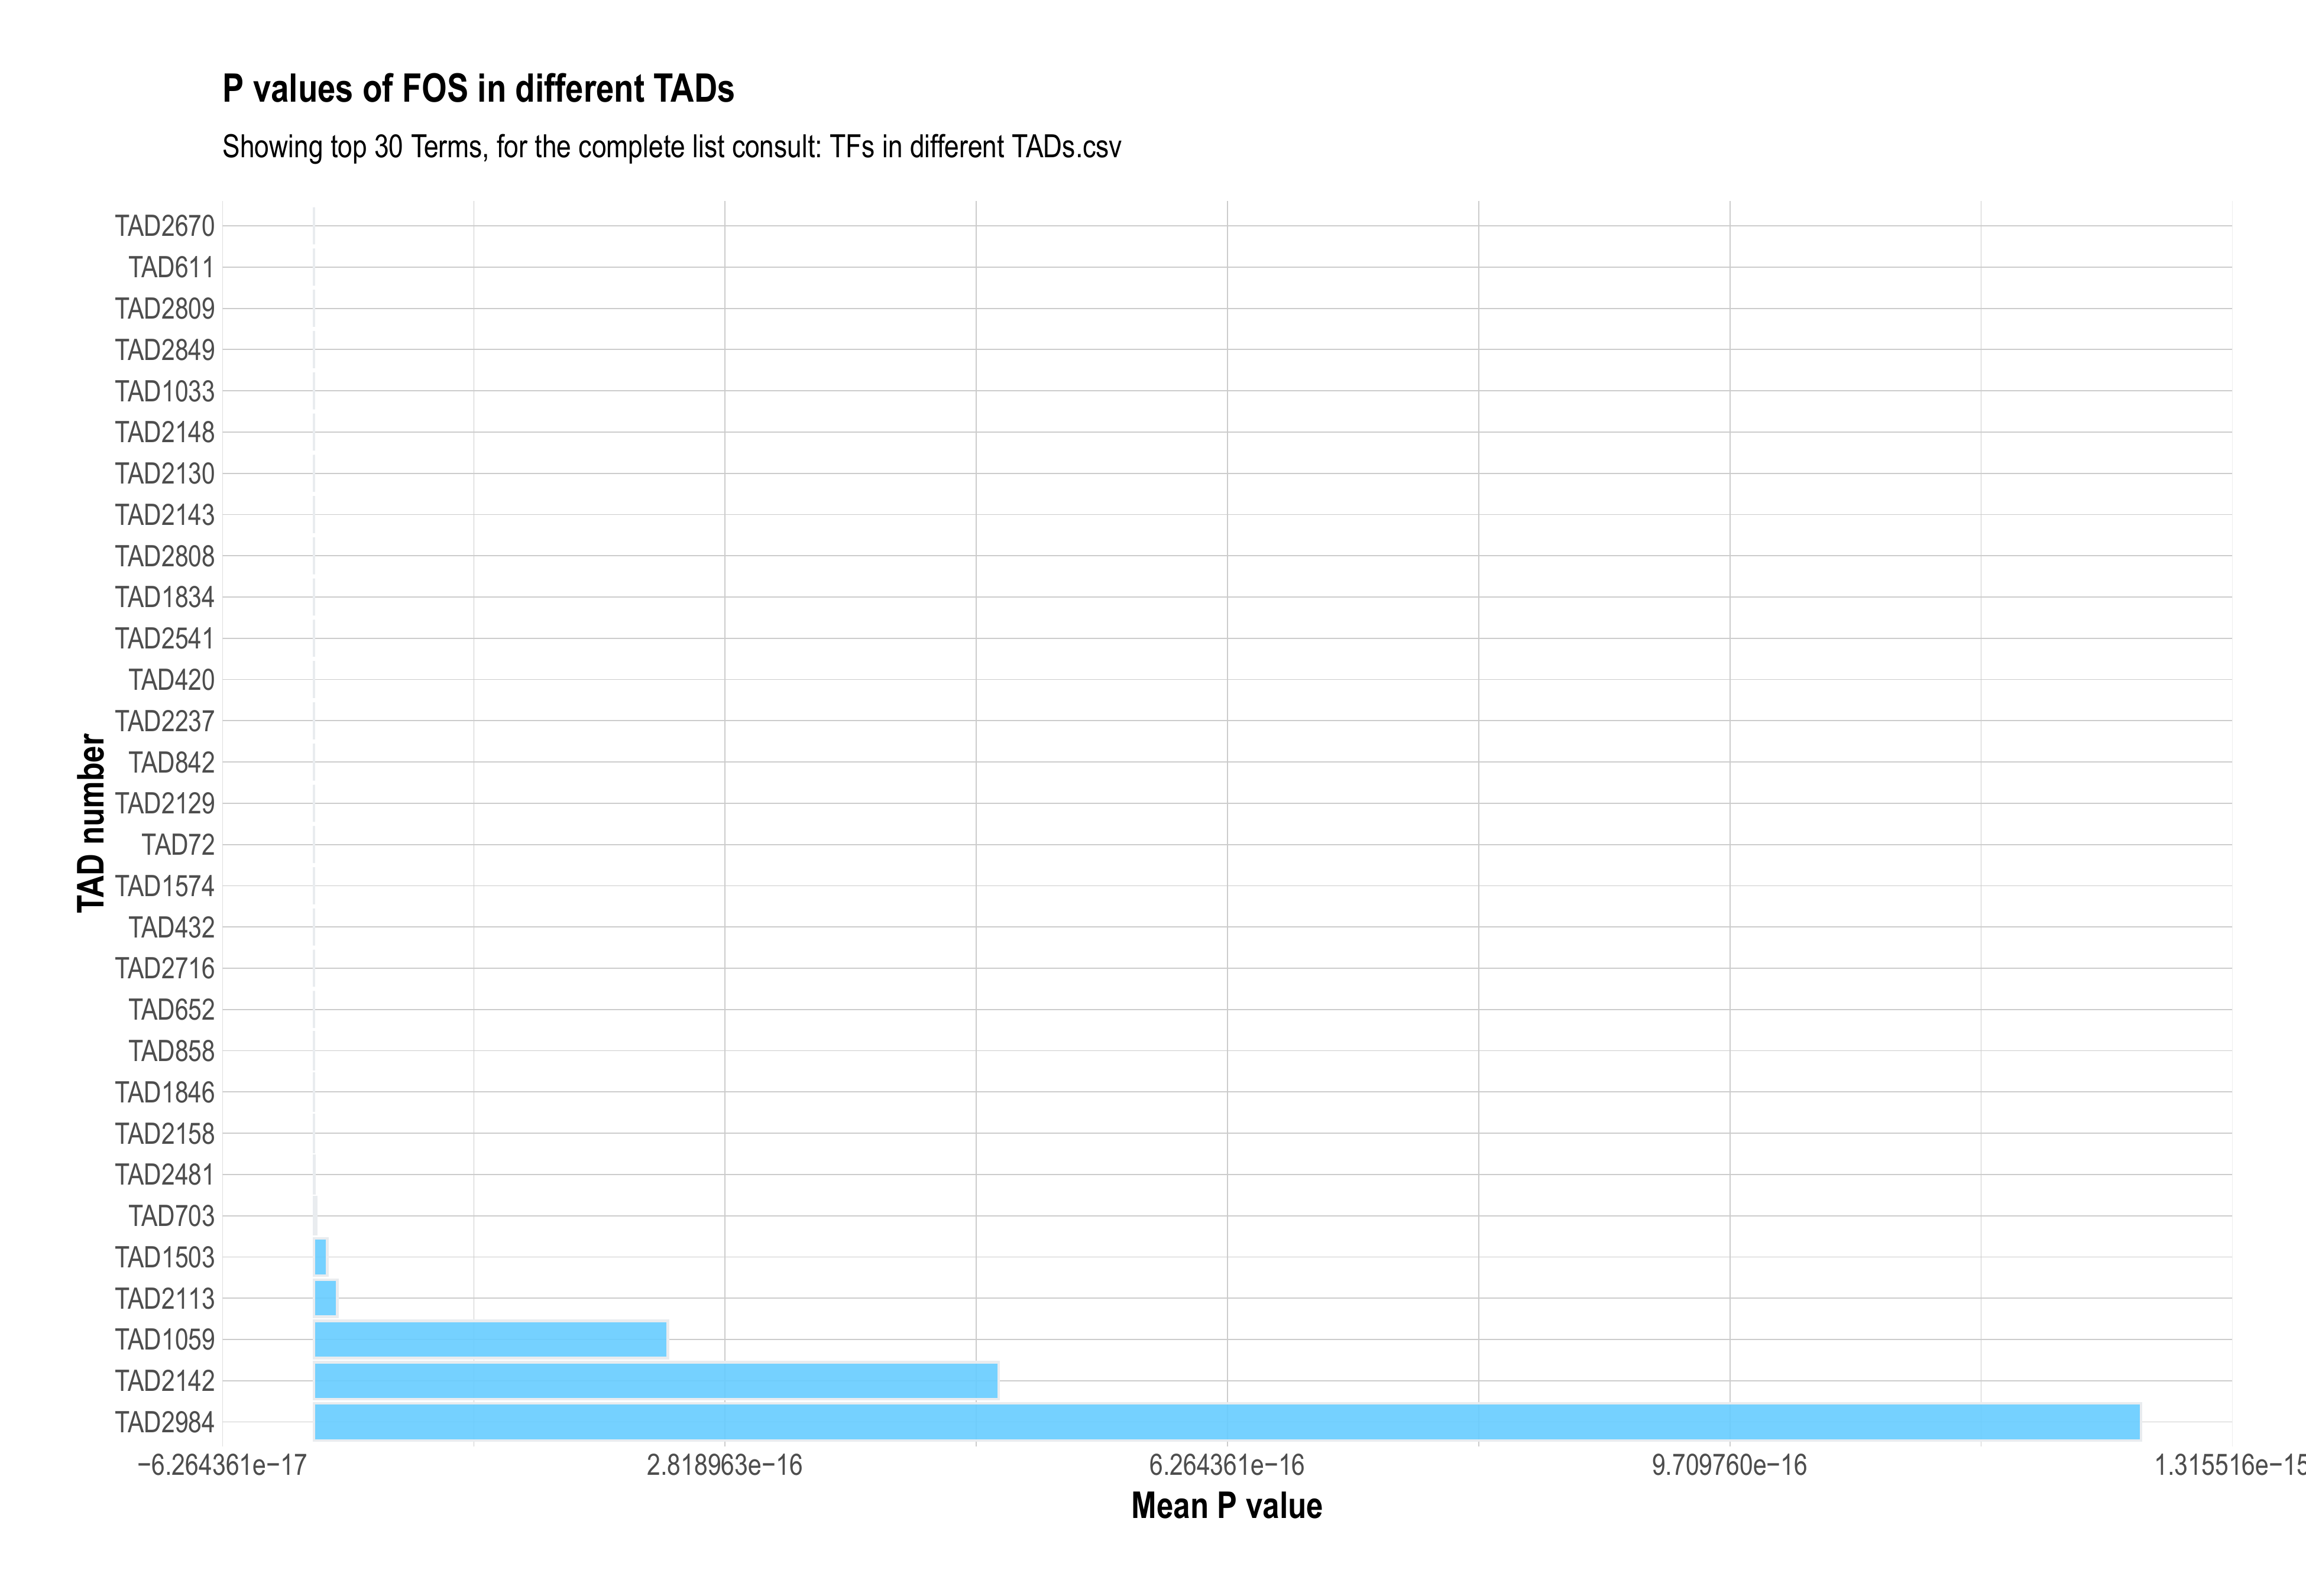 P values of FOS in different TADs
Showing top 30 Terms, for the complete list consult: TFs in different TADs.csv
TAD number
TAD2670
TAD611
TAD2809
TAD2849
TAD1033
TAD2148
TAD2130
TAD2143
TAD2808
TAD1834
TAD2541
TAD420
TAD2237
TAD842
TAD2129
TAD72
TAD1574
TAD432
TAD2716
TAD652
TAD858
TAD1846
TAD2158
TAD2481
TAD703
TAD1503
TAD2113
TAD1059
TAD2142
TAD2984
−6.264361e−17 2.818963e−16 6.264361e−16 9.709760e−16 1.315516e−15
Mean P value